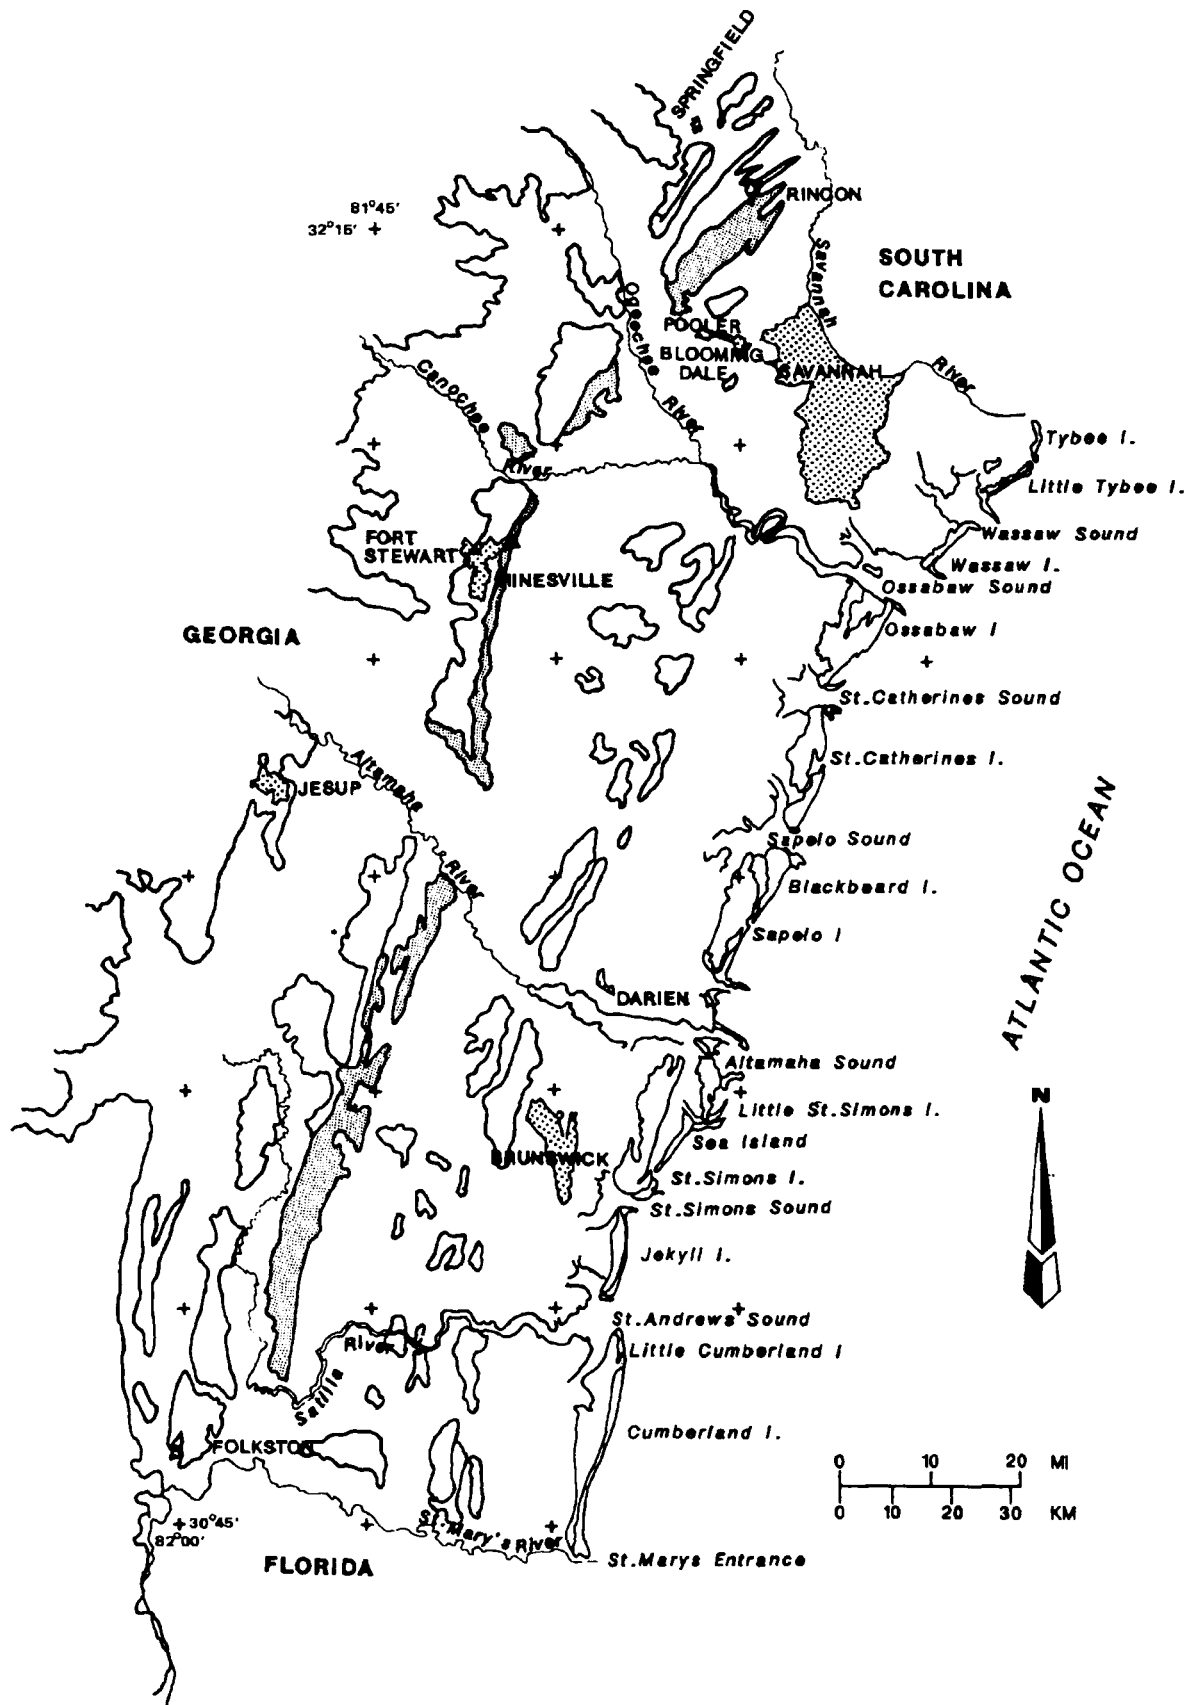 SPRINGFIELD
RINCON
81°45'
32°15'
Savannah
SOUTH
CAROLINA
Ogeechee
POOLER
BLOOMING
DALE
SAVANNAH
River
Canoochee
River
River
Tybee I.
Little Tybee I.
FORT
STEWART
Wassaw Sound
Wassaw I.
HINESVILLE
Ossabaw Sound
GEORGIA
Ossabaw I
St.Catherines Sound
Altamaha
St.Catherines I.
JESUP
ATLANTIC OCEAN
Sapelo Sound
River
Blackbeard I.
Sapelo I
DARIEN
Altamaha Sound
N
Little St.Simons I.
Sea Island
BRUNSWICK
St.Simons I.
St.Simons Sound
Jekyll I.
St.Andrews Sound
River
Little Cumberland I
Satilla
Cumberland I.
FOLKSTON
0 10 20 MI
0 10 20 30 KM
30°45'
82°00'
St.Mary's River
St.Marys Entrance
FLORIDA